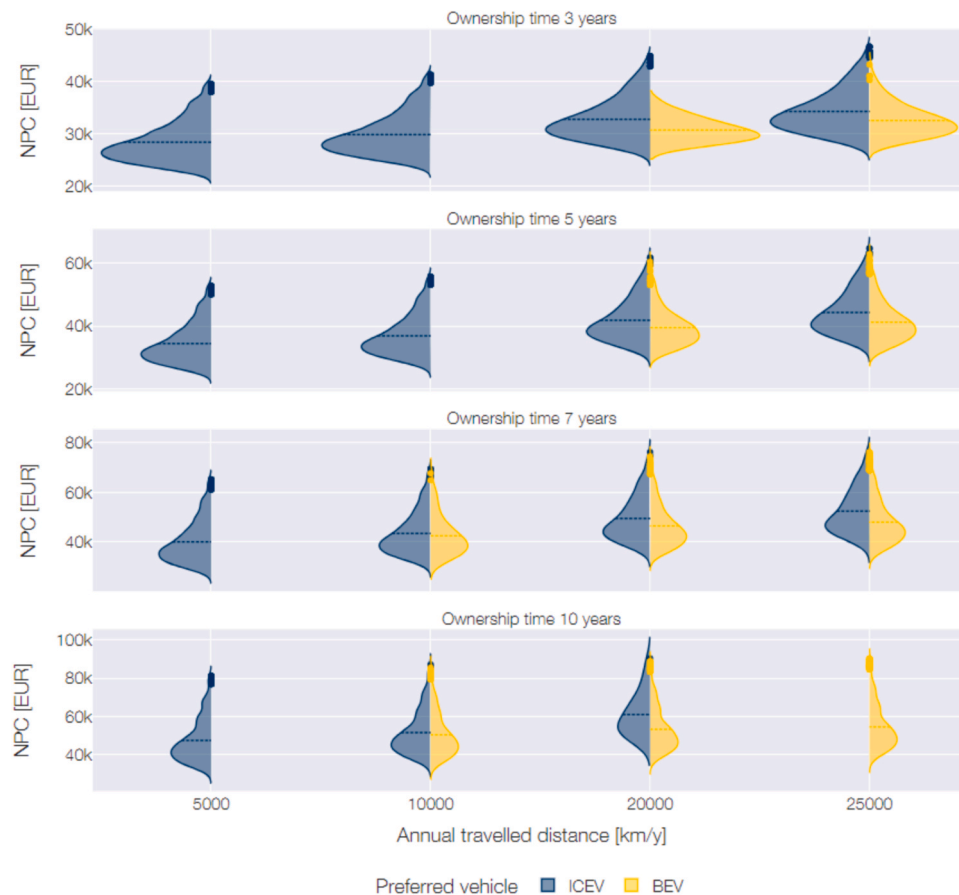 Ownership time 3 years
50k
40k
30k
20k
NPC [EUR]
Ownership time 5 years
60k
40k
20k
NPC [EUR]
Ownership time 7 years
80k
60k
40k
NPC [EUR]
Ownership time 10 years
100k
80k
60k
40k
NPC [EUR]
5000 10000 20000 25000
Annual travelled distance [km/y]
Preferred vehicle ICEV BEV